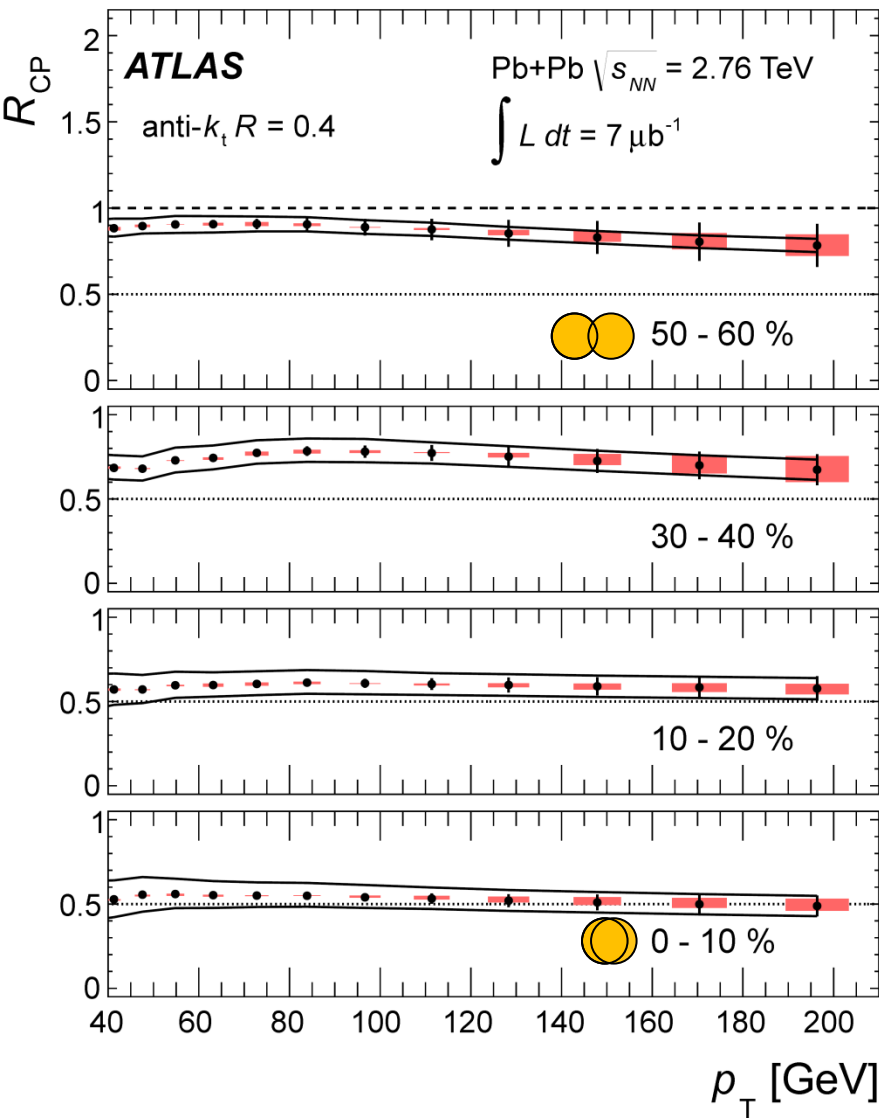 R_CP
2
1.5
1
0.5
0
ATLAS
Pb+Pb √s_NN = 2.76 TeV
anti-k_t R = 0.4
∫ L dt = 7 μb⁻¹
50 - 60 %
1
0.5
0
30 - 40 %
1
0.5
0
10 - 20 %
1
0.5
0
0 - 10 %
40 60 80 100 120 140 160 180 200
p_T [GeV]